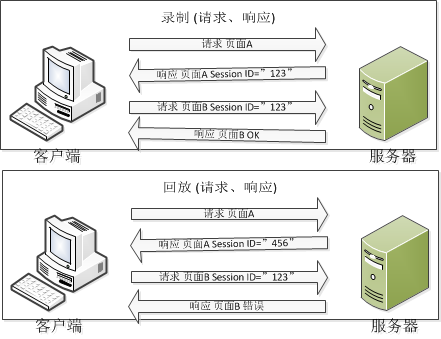 录制 (请求、响应)
请求 页面A
响应 页面A Session ID=”123”
请求 页面B Session ID=”123”
响应 页面B OK
客户端
服务器
回放 (请求、响应)
请求 页面A
响应 页面A Session ID=”456”
请求 页面B Session ID=”123”
响应 页面B 错误
客户端
服务器